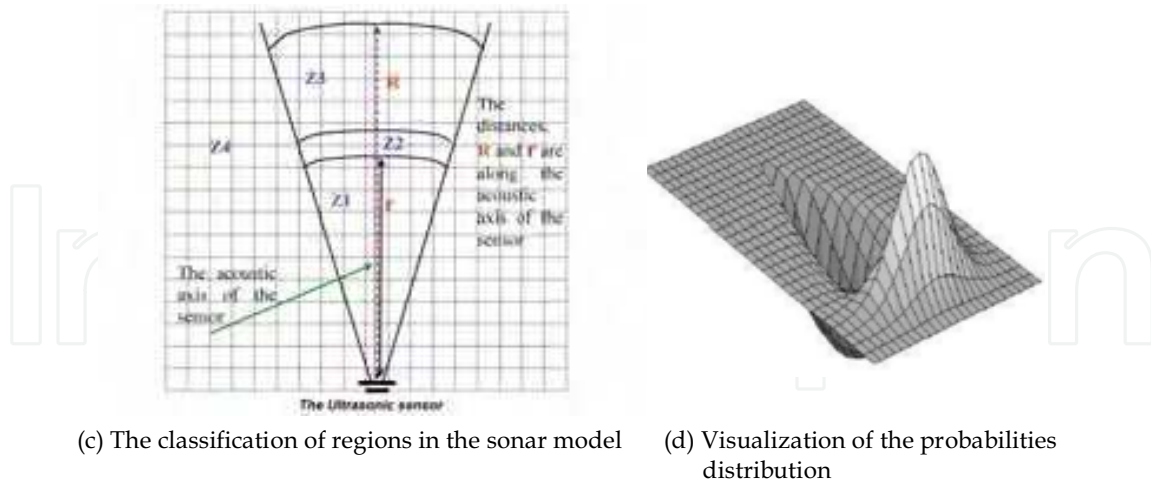 Z3
R
The
distances,
R and r are
along the
acoustic
axis of the
sensor
Z4
Z2
Z1
r
The acoustic
axis of the
sensor
The Ultrasonic sensor
(c) The classification of regions in the sonar model
(d) Visualization of the probabilities
distribution